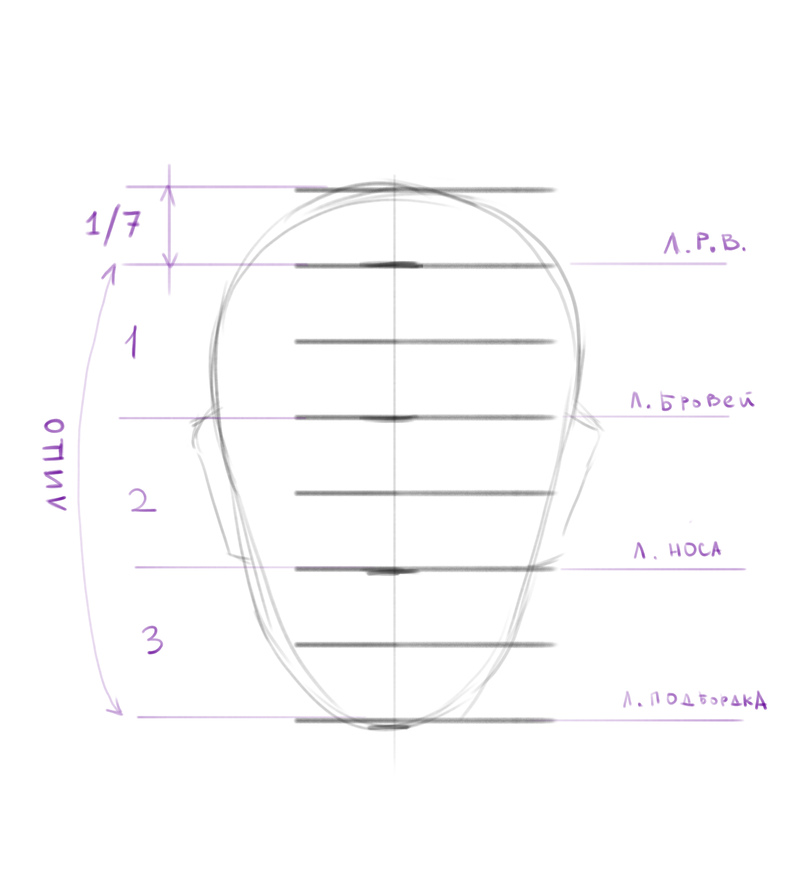 1/7
Л.Р.В.
1
Л. Бровей
ЛИЦО
2
Л. НОСА
3
Л. ПОДБОРДКА